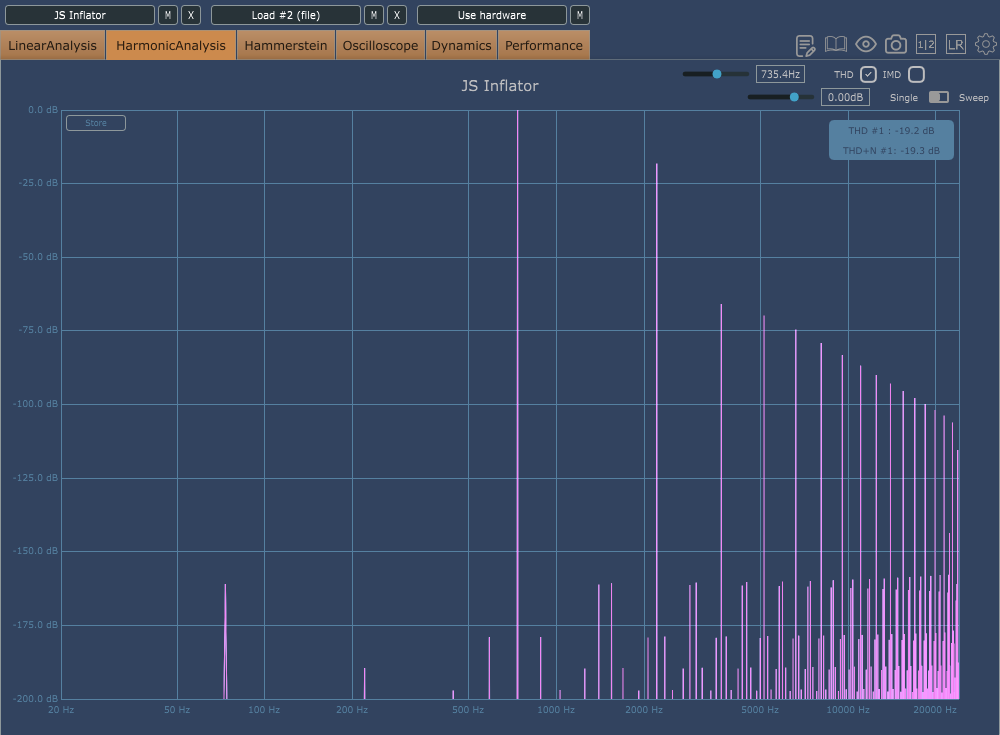 JS Inflator M X Load #2 (file) M X Use hardware M
LinearAnalysis HarmonicAnalysis Hammerstein Oscilloscope Dynamics Performance 1|2 LR
735.4Hz THD IMD
JS Inflator
0.00dB Single Sweep
0.0 dB
Store
THD #1 : -19.2 dB
THD+N #1: -19.3 dB
-25.0 dB
-50.0 dB
-75.0 dB
-100.0 dB
-125.0 dB
-150.0 dB
-175.0 dB
-200.0 dB
20 Hz 50 Hz 100 Hz 200 Hz 500 Hz 1000 Hz 2000 Hz 5000 Hz 10000 Hz 20000 Hz